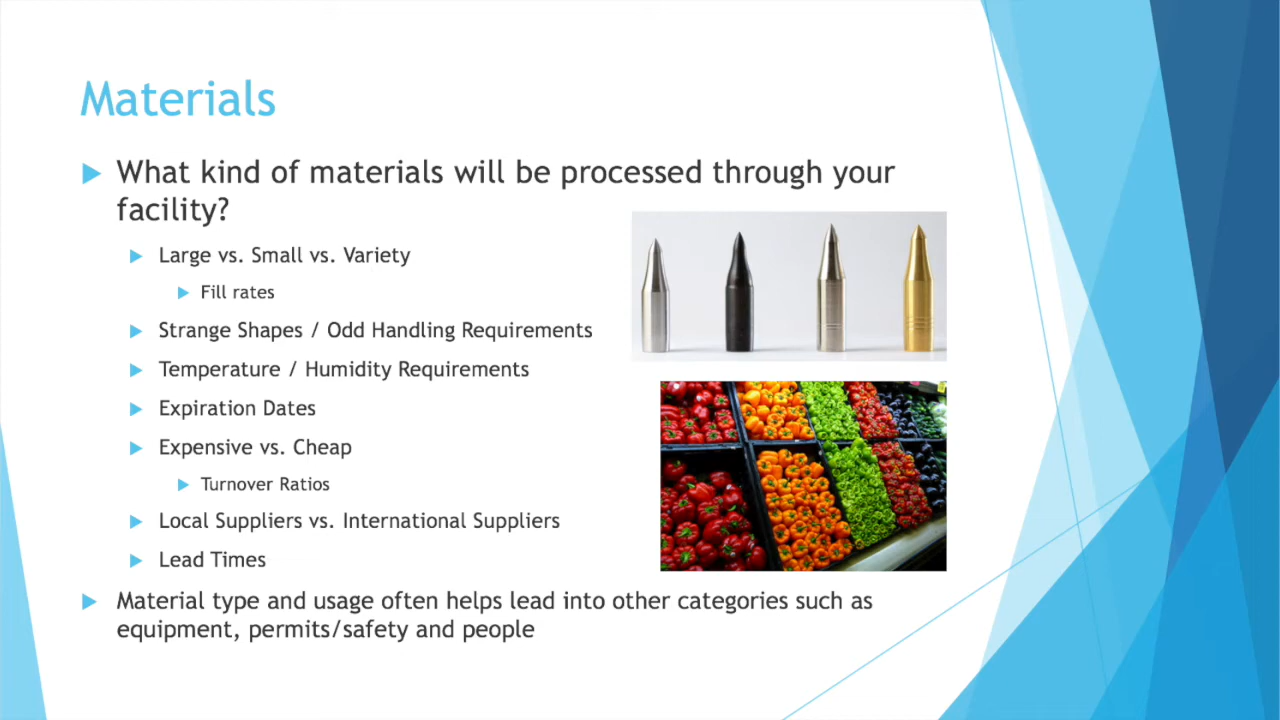 Materials
What kind of materials will be processed through your
facility?
Large vs. Small vs. Variety
Fill rates
Strange Shapes / Odd Handling Requirements
Temperature / Humidity Requirements
Expiration Dates
Expensive vs. Cheap
Turnover Ratios
Local Suppliers vs. International Suppliers
Lead Times
Material type and usage often helps lead into other categories such as
equipment, permits/safety and people